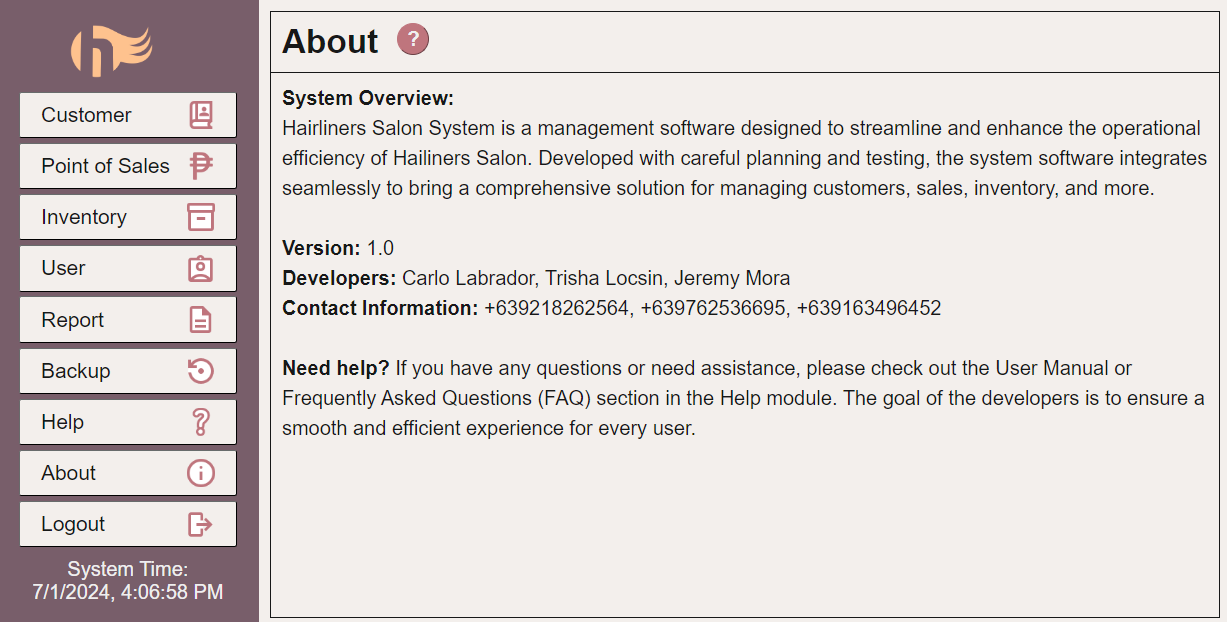 Customer
Point of Sales
Inventory
User
Report
Backup
Help
About
Logout
System Time:
7/1/2024, 4:06:58 PM
About ?
System Overview:
Hairliners Salon System is a management software designed to streamline and enhance the operational
efficiency of Hailiners Salon. Developed with careful planning and testing, the system software integrates
seamlessly to bring a comprehensive solution for managing customers, sales, inventory, and more.
Version: 1.0
Developers: Carlo Labrador, Trisha Locsin, Jeremy Mora
Contact Information: +639218262564, +639762536695, +639163496452
Need help? If you have any questions or need assistance, please check out the User Manual or
Frequently Asked Questions (FAQ) section in the Help module. The goal of the developers is to ensure a
smooth and efficient experience for every user.